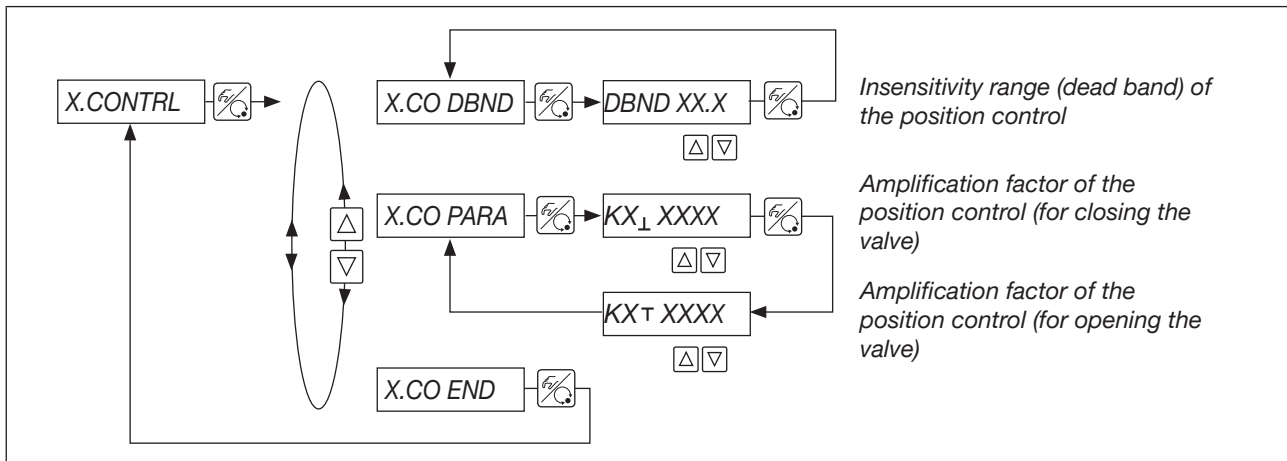 X.CONTRL
X.CO DBND
DBND XX.X
Insensitivity range (dead band) of
the position control
X.CO PARA
KX⊥ XXXX
Amplification factor of the
position control (for closing the
valve)
KX⊤ XXXX
Amplification factor of the
position control (for opening the
valve)
X.CO END